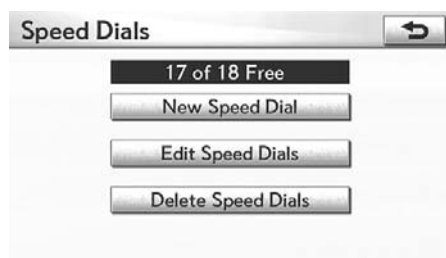 Speed Dials
17 of 18 Free
New Speed Dial
Edit Speed Dials
Delete Speed Dials